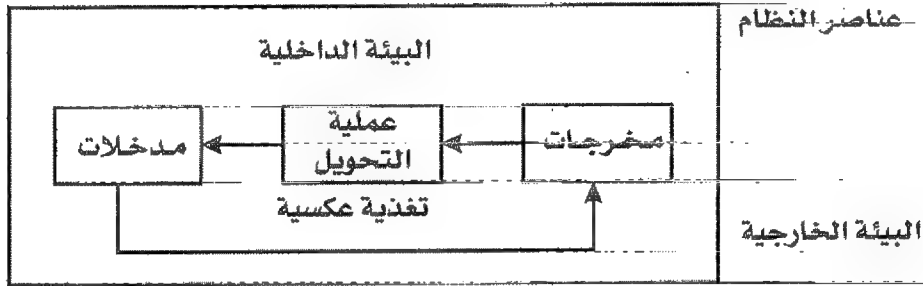 عناصر النظام
البيئة الداخلية
مخرجات
عملية
التحويل
مدخلات
تغذية عكسية
البيئة الخارجية